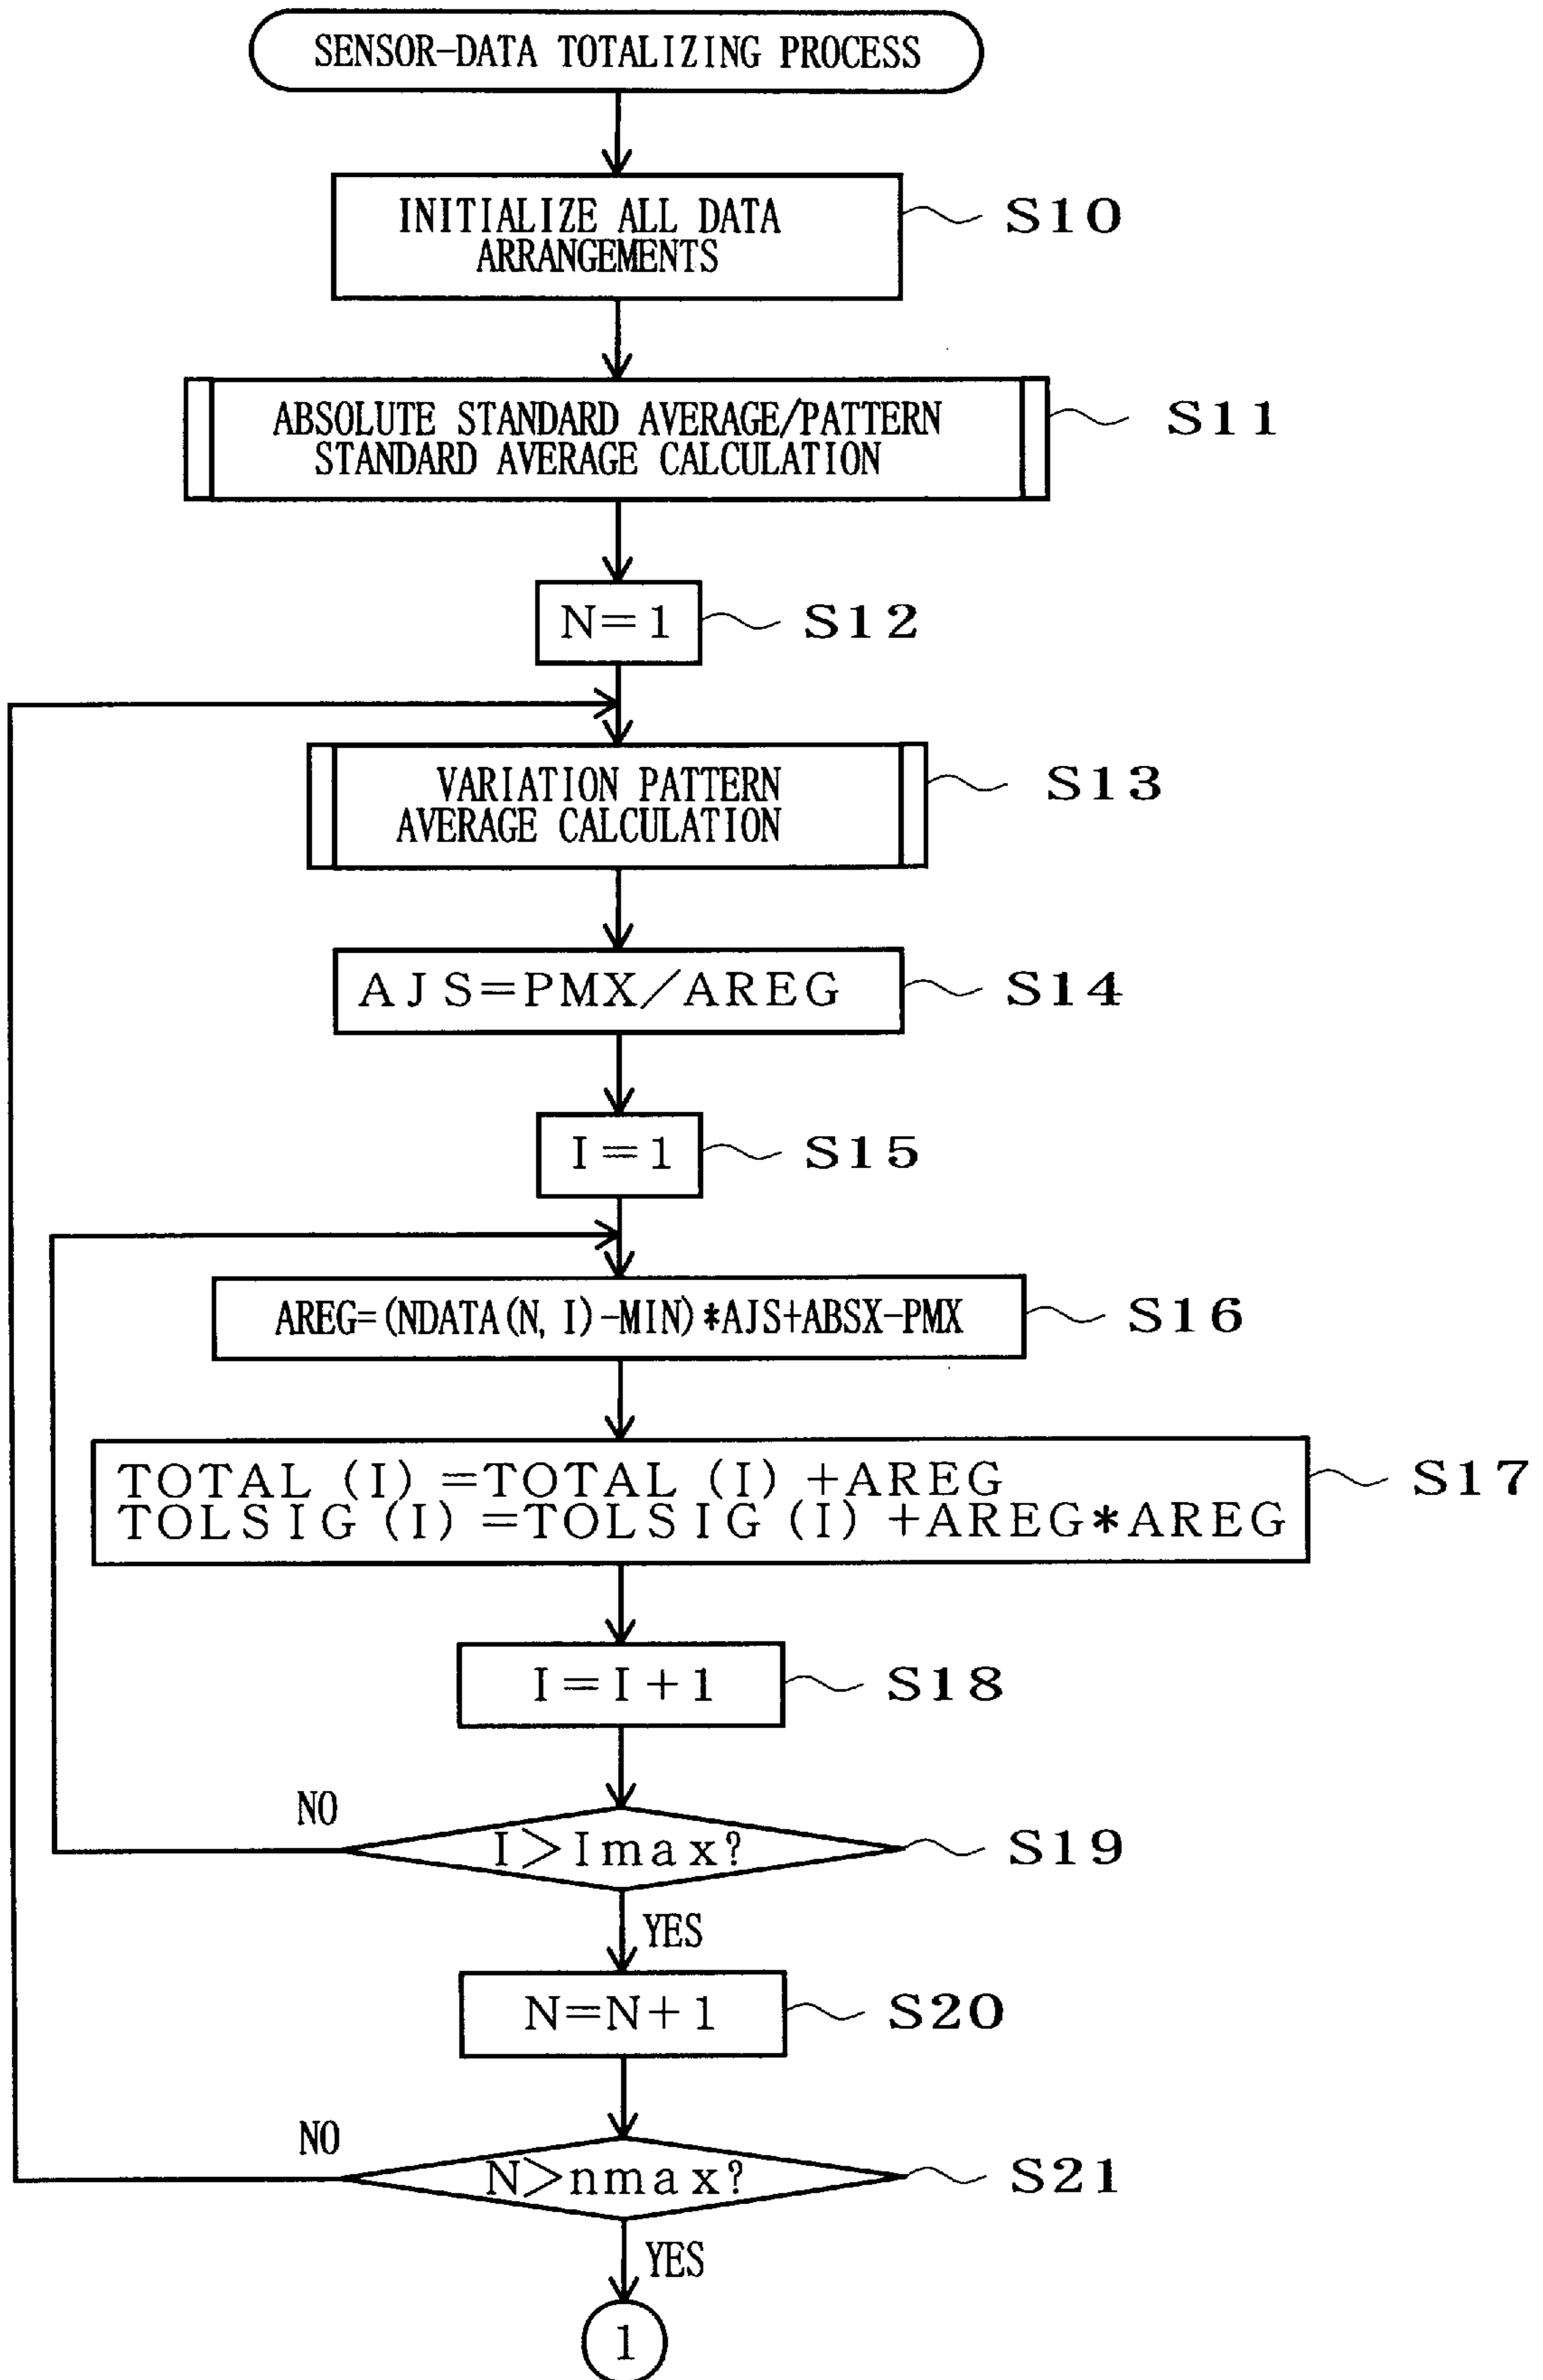 SENSOR-DATA TOTALIZING PROCESS
INITIALIZE ALL DATA
ARRANGEMENTS
S10
ABSOLUTE STANDARD AVERAGE/PATTERN
STANDARD AVERAGE CALCULATION
S11
N=1
S12
VARIATION PATTERN
AVERAGE CALCULATION
S13
AJS=PMX/AREG
S14
I=1
S15
AREG=(NDATA(N, I)-MIN)*AJS+ABSX-PMX
S16
TOTAL (I) =TOTAL (I) +AREG
TOLSIG (I) =TOLSIG (I) +AREG*AREG
S17
I=I+1
S18
NO
I>Imax?
S19
YES
N=N+1
S20
NO
N>nmax?
S21
YES
1